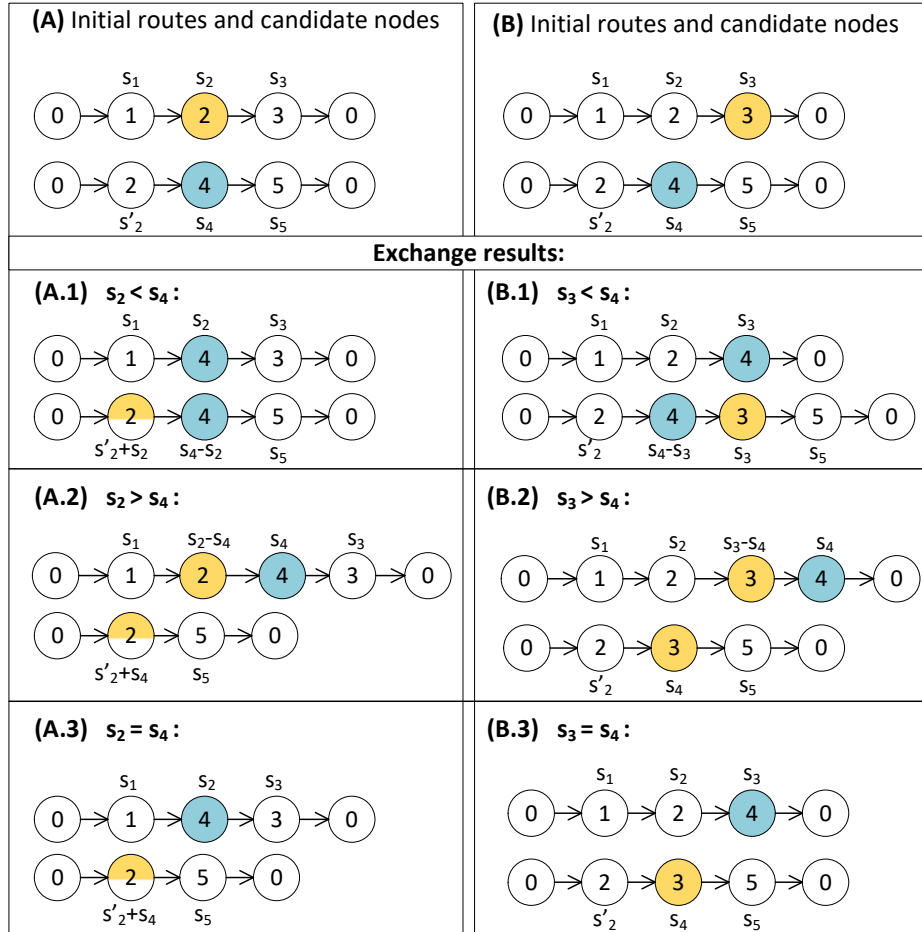 (A) Initial routes and candidate nodes
s1 s2 s3
0 1 2 3 0
0 2 4 5 0
s'2 s4 s5
(B) Initial routes and candidate nodes
s1 s2 s3
0 1 2 3 0
0 2 4 5 0
s'2 s4 s5
Exchange results:
(A.1) s2 < s4 :
s1 s2 s3
0 1 4 3 0
0 2 4 5 0
s'2+s2 s4-s2 s5
(B.1) s3 < s4 :
s1 s2 s3
0 1 2 4 0
0 2 4 3 5 0
s'2 s4-s3 s3 s5
(A.2) s2 > s4 :
s1 s2-s4 s4 s3
0 1 2 4 3 0
0 2 5 0
s'2+s4 s5
(B.2) s3 > s4 :
s1 s2 s3-s4 s4
0 1 2 3 4 0
0 2 3 5 0
s'2 s4 s5
(A.3) s2 = s4 :
s1 s2 s3
0 1 4 3 0
0 2 5 0
s'2+s4 s5
(B.3) s3 = s4 :
s1 s2 s3
0 1 2 4 0
0 2 3 5 0
s'2 s4 s5